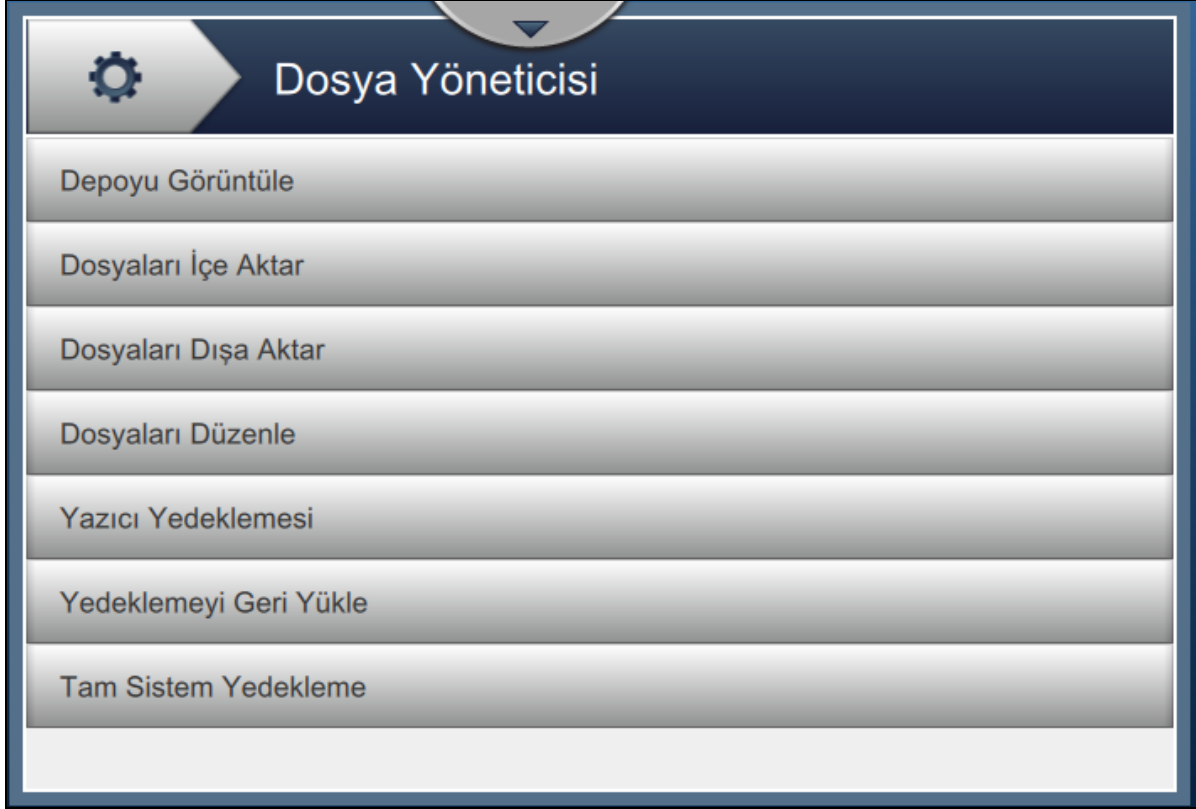 Dosya Yöneticisi
Depoyu Görüntüle
Dosyaları İçe Aktar
Dosyaları Dışa Aktar
Dosyaları Düzenle
Yazıcı Yedeklemesi
Yedeklemeyi Geri Yükle
Tam Sistem Yedekleme